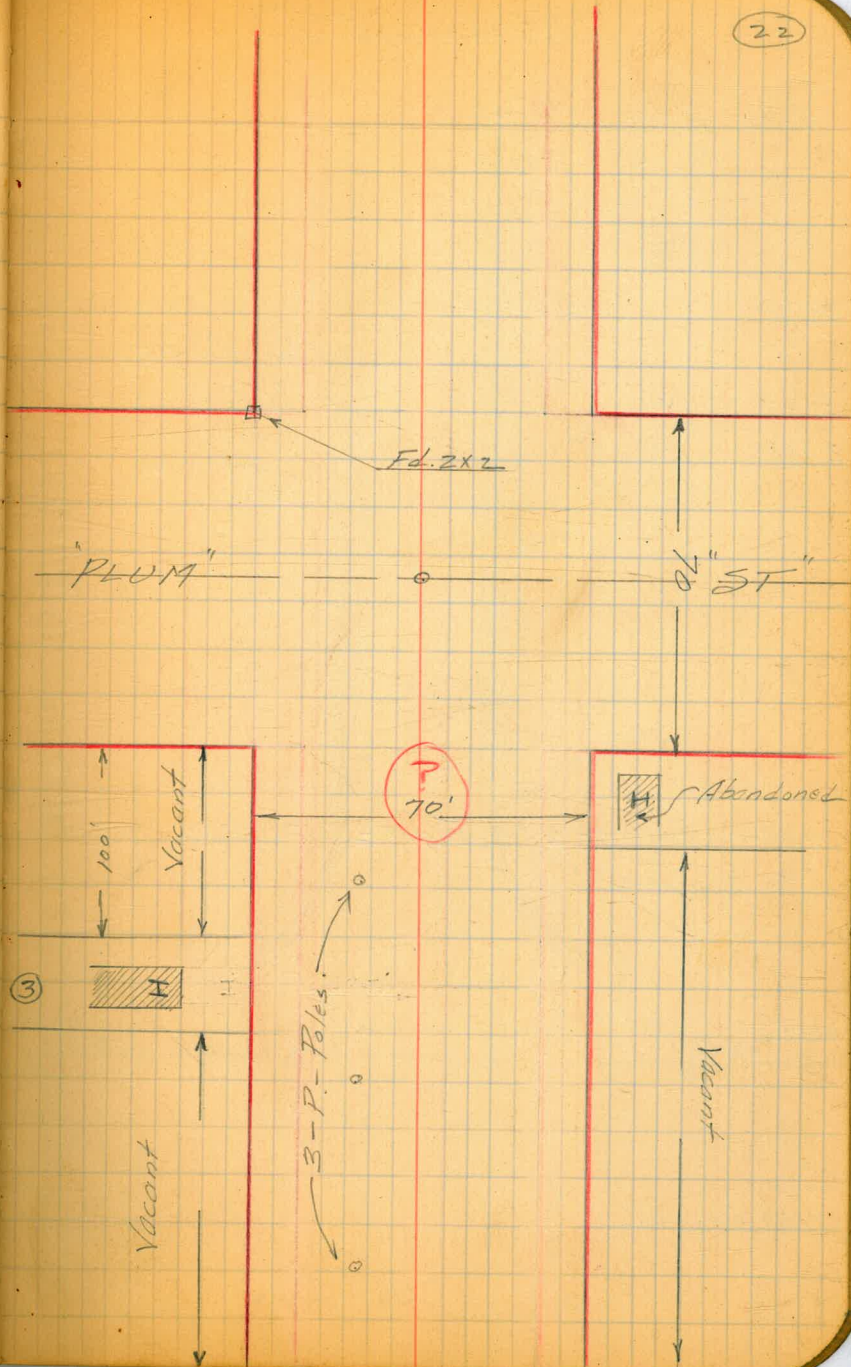 22
Fd. 2x2
"PLUM"
70'
"ST"
?
70'
Vacant
100'
H
Abandoned
3
H
H
3-P.-Poles.
Vacant
Vacant